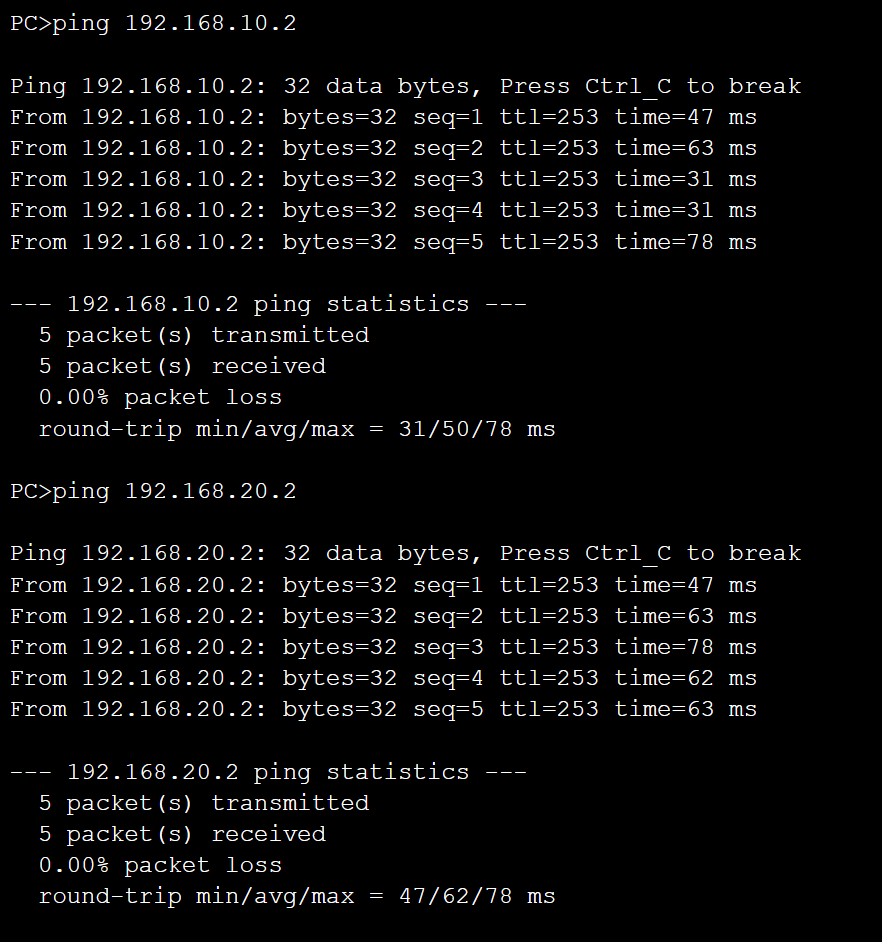 PC>ping 192.168.10.2
Ping 192.168.10.2: 32 data bytes, Press Ctrl_C to break
From 192.168.10.2: bytes=32 seq=1 ttl=253 time=47 ms
From 192.168.10.2: bytes=32 seq=2 ttl=253 time=63 ms
From 192.168.10.2: bytes=32 seq=3 ttl=253 time=31 ms
From 192.168.10.2: bytes=32 seq=4 ttl=253 time=31 ms
From 192.168.10.2: bytes=32 seq=5 ttl=253 time=78 ms
--- 192.168.10.2 ping statistics ---
5 packet(s) transmitted
5 packet(s) received
0.00% packet loss
round-trip min/avg/max = 31/50/78 ms
PC>ping 192.168.20.2
Ping 192.168.20.2: 32 data bytes, Press Ctrl_C to break
From 192.168.20.2: bytes=32 seq=1 ttl=253 time=47 ms
From 192.168.20.2: bytes=32 seq=2 ttl=253 time=63 ms
From 192.168.20.2: bytes=32 seq=3 ttl=253 time=78 ms
From 192.168.20.2: bytes=32 seq=4 ttl=253 time=62 ms
From 192.168.20.2: bytes=32 seq=5 ttl=253 time=63 ms
--- 192.168.20.2 ping statistics ---
5 packet(s) transmitted
5 packet(s) received
0.00% packet loss
round-trip min/avg/max = 47/62/78 ms